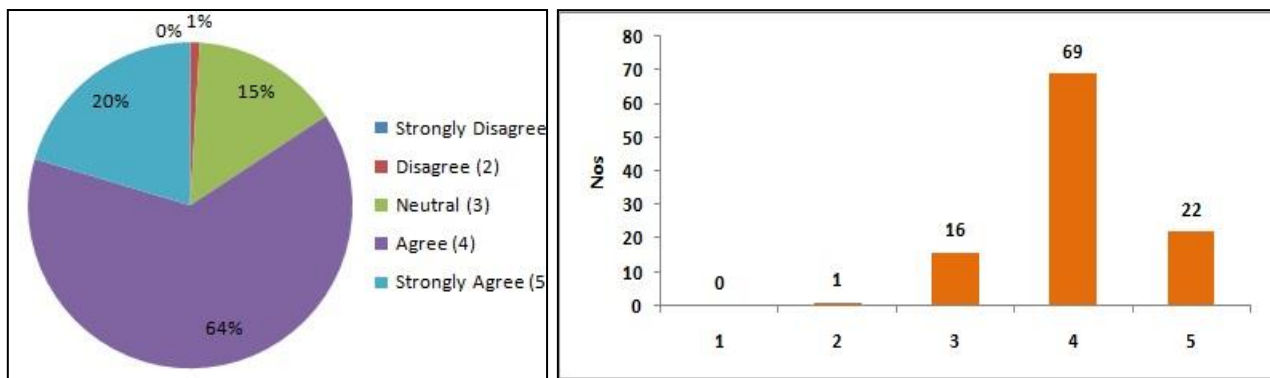 0% 1%
15%
20%
64%
Strongly Disagree
Disagree (2)
Neutral (3)
Agree (4)
Strongly Agree (5
80
70
60
50
40
30
20
10
0
Nos
0
1
16
69
22
1 2 3 4 5